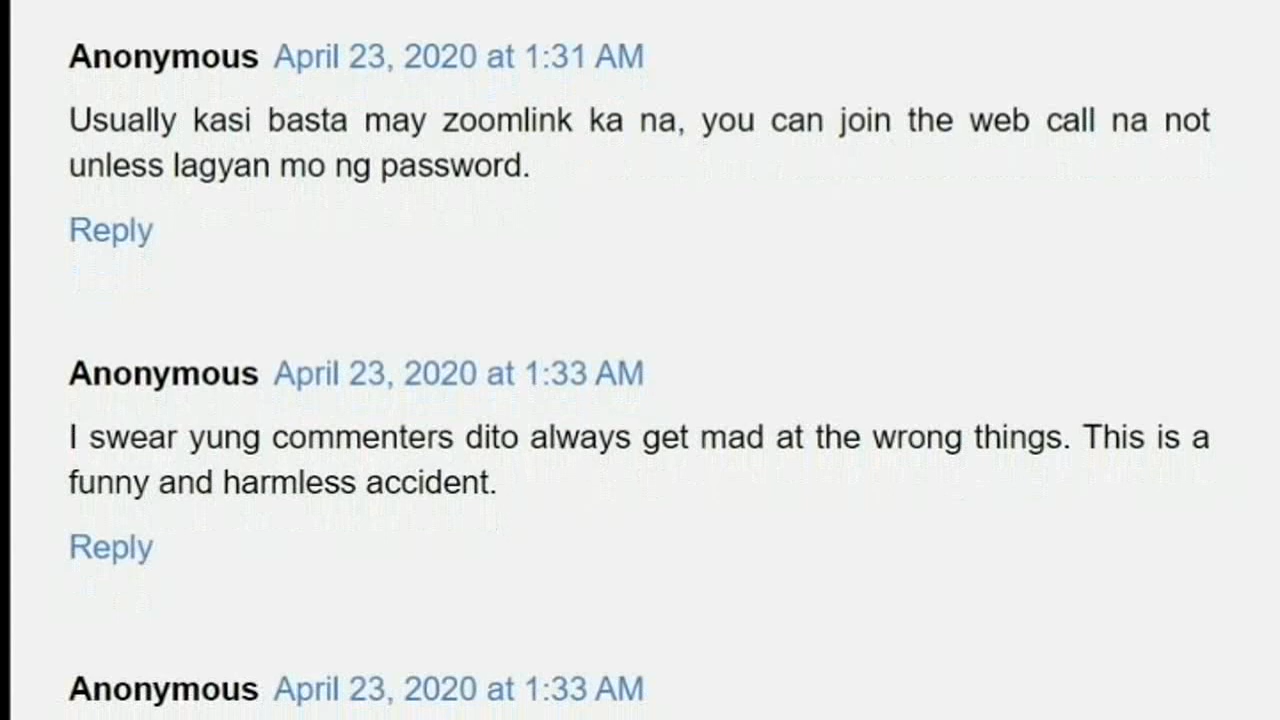 Anonymous April 23, 2020 at 1:31 AM
Usually kasi basta may zoomlink ka na, you can join the web call na not
unless lagyan mo ng password.
Reply
Anonymous April 23, 2020 at 1:33 AM
I swear yung commenters dito always get mad at the wrong things. This is a
funny and harmless accident.
Reply
Anonymous April 23, 2020 at 1:33 AM